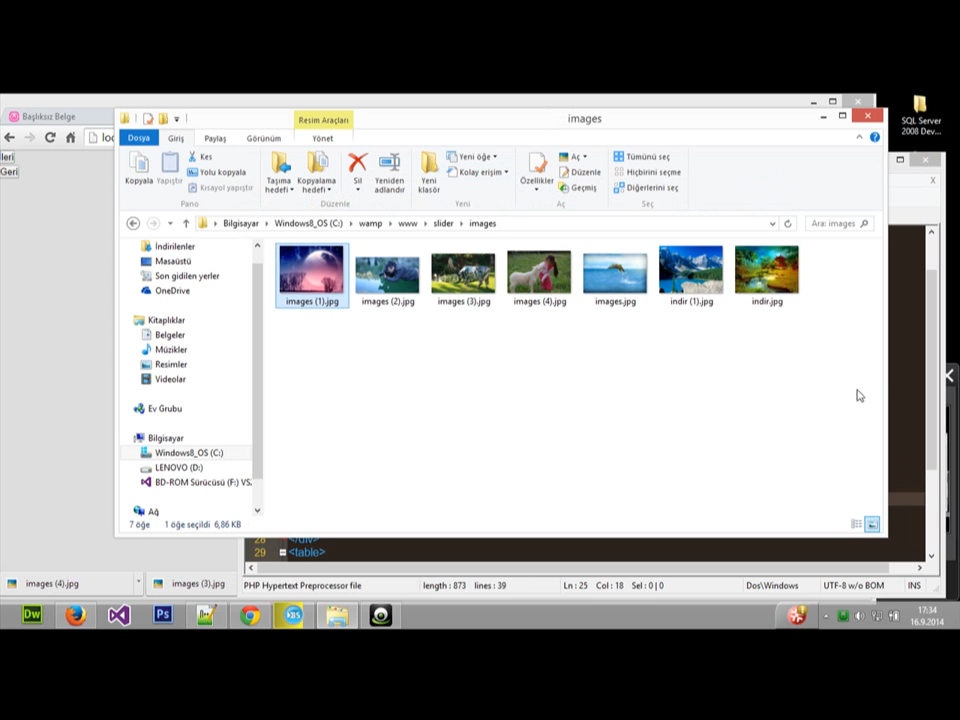 images
Başlıksız Belge
Resim Araçları
SQL Server
2008 Dev...
Dosya
Giriş
Paylaş
Görünüm
Yönet
ileri
Geri
Kopyala
Yapıştır
Kes
Yolu kopyala
Kısayol yapıştır
Pano
Taşıma
hedefi
Kopyalama
hedefi
Sil
Yeniden
adlandır
Düzenle
Yeni
klasör
Yeni öğe
Kolay erişim
Yeni
Özellikler
Aç
Düzenle
Geçmiş
Aç
Tümünü seç
Hiçbirini seçme
Diğerlerini seç
Seç
Bilgisayar
Windows8_OS (C:)
wamp
www
slider
images
Ara: images
İndirilenler
Masaüstü
Son gidilen yerler
OneDrive
Kitaplıklar
Belgeler
Müzikler
Resimler
Videolar
Ev Grubu
Bilgisayar
Windows8_OS (C:)
LENOVO (D:)
BD-ROM Sürücüsü (F:) VS
Ağ
images (1).jpg
images (2).jpg
images (3).jpg
images (4).jpg
images.jpg
indir (1).jpg
indir.jpg
7 öğe
1 öğe seçildi 6,86 KB
28 </div>
29 <table>
images (4).jpg
images (3).jpg
PHP Hypertext Preprocessor file
length : 873 lines : 39
Ln : 25 Col : 18 Sel : 0 | 0
Dos\Windows
UTF-8 w/o BOM
INS
Dw
Ps
BS
17:34
16.9.2014